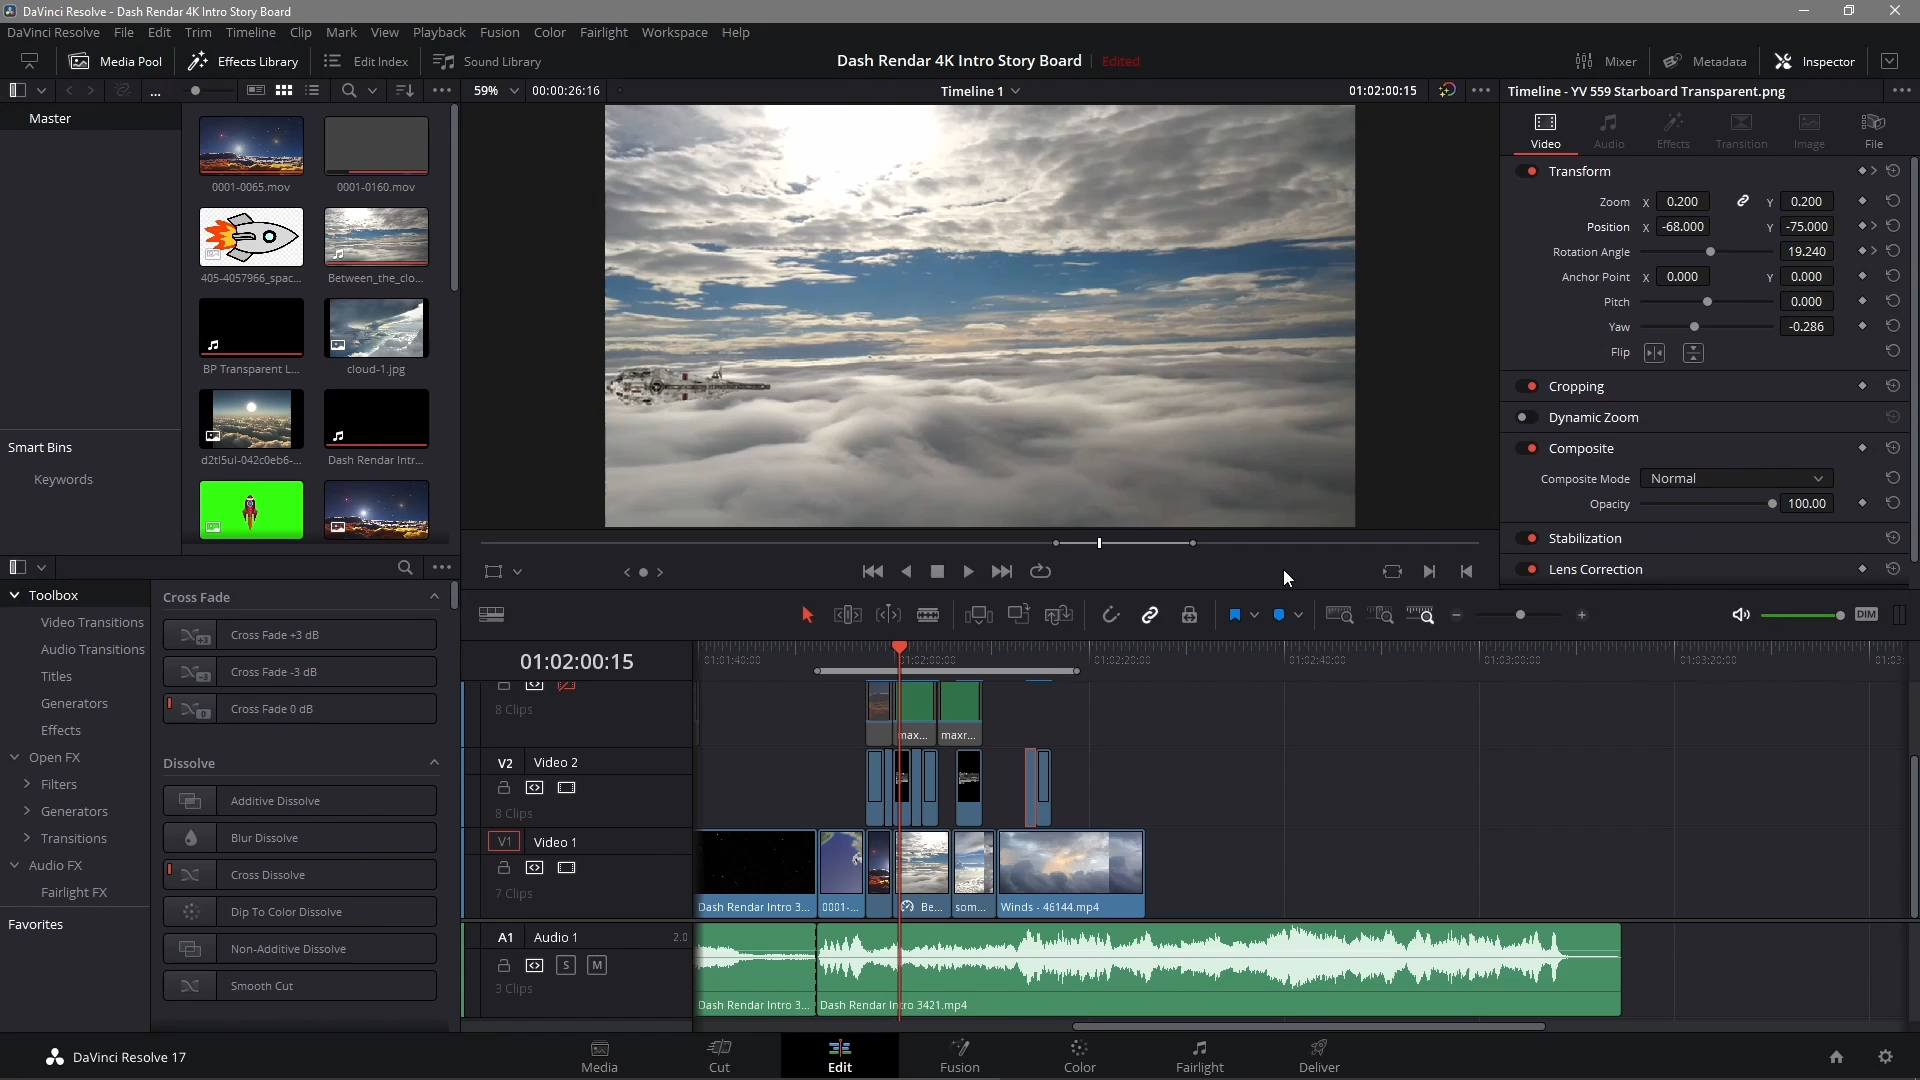 DaVinci Resolve - Dash Rendar 4K Intro Story Board
DaVinci Resolve File Edit Trim Timeline Clip Mark View Playback Fusion Color Fairlight Workspace Help
Media Pool Effects Library Edit Index Sound Library
Dash Rendar 4K Intro Story Board Edited
Mixer Metadata Inspector
59% 00:00:26:16 Timeline 1 01:02:00:15
Timeline - YV 559 Starboard Transparent.png
Master
0001-0065.mov 0001-0160.mov
405-4057966_spac... Between_the_clo...
BP Transparent L... cloud-1.jpg
d2tl5ul-042c0eb6-... Dash Rendar Intr...
Smart Bins
Keywords
Video Audio Effects Transition Image File
Transform
Zoom X 0.200 Y 0.200
Position X -68.000 Y -75.000
Rotation Angle 19.240
Anchor Point X 0.000 Y 0.000
Pitch 0.000
Yaw -0.286
Flip
Cropping
Dynamic Zoom
Composite
Composite Mode Normal
Opacity 100.00
Stabilization
Lens Correction
Toolbox
Video Transitions
Audio Transitions
Titles
Generators
Effects
Open FX
Filters
Generators
Transitions
Audio FX
Fairlight FX
Favorites
Cross Fade
+3 Cross Fade +3 dB
-3 Cross Fade -3 dB
0 Cross Fade 0 dB
Dissolve
Additive Dissolve
Blur Dissolve
Cross Dissolve
Dip To Color Dissolve
Non-Additive Dissolve
Smooth Cut
DIM
01:02:00:15
01:01:40:00 01:02:00:00 01:02:20:00 01:02:40:00 01:03:00:00 01:03:20:00 01:03:
8 Clips
max... maxr...
V2 Video 2
8 Clips
V1 Video 1
7 Clips
Dash Rendar Intro 3... 0001-... Be... som... Winds - 46144.mp4
A1 Audio 1 2.0
S M
3 Clips
Dash Rendar Intro 3... Dash Rendar Intro 3421.mp4
DaVinci Resolve 17
Media Cut Edit Fusion Color Fairlight Deliver